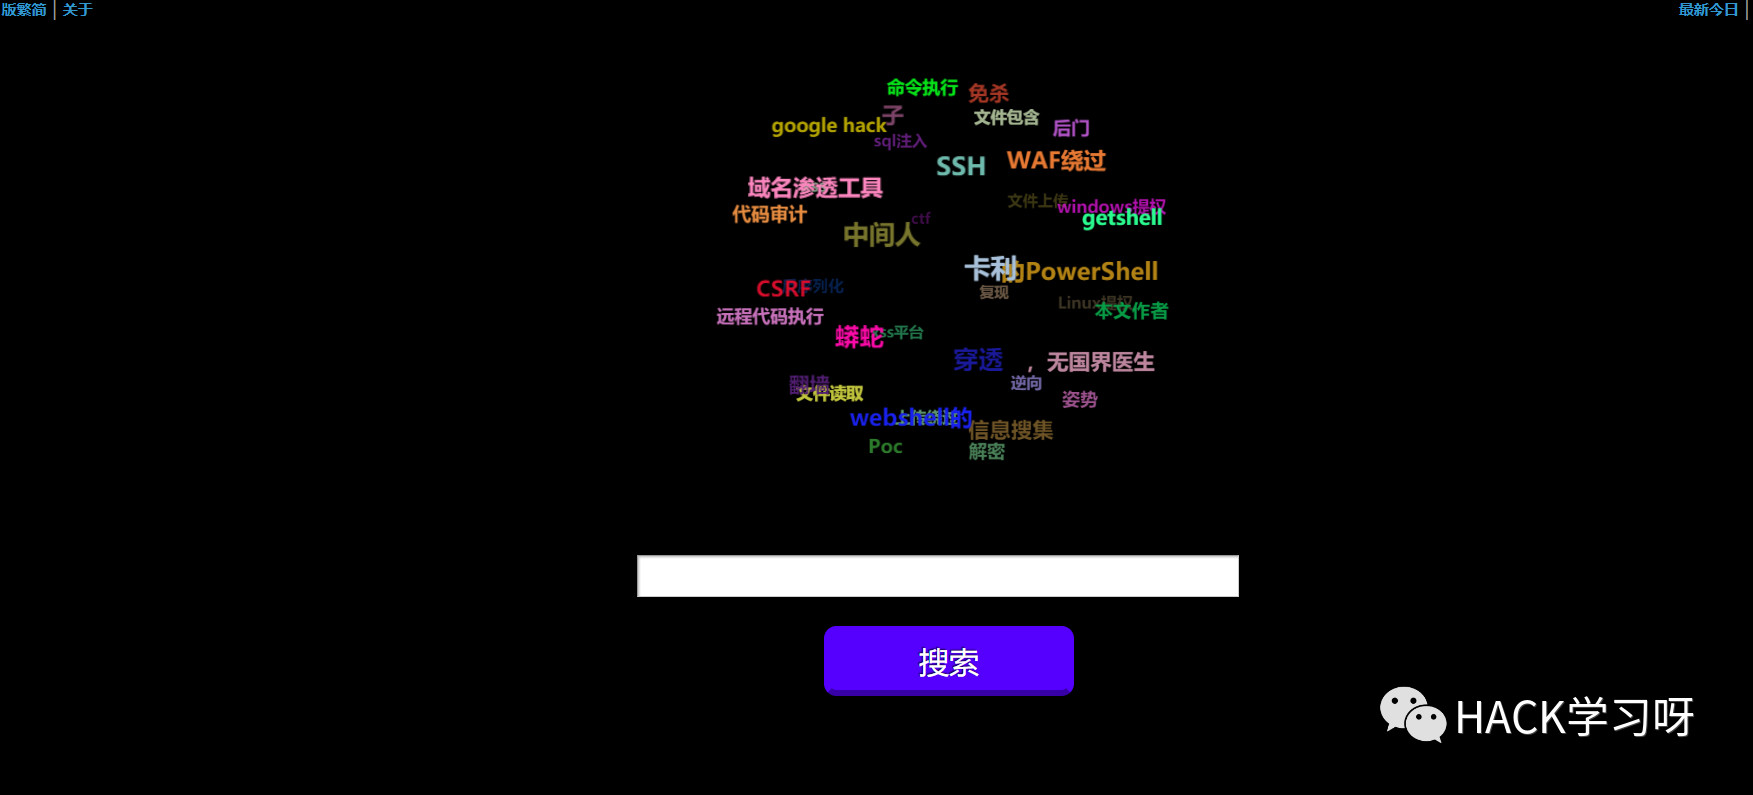 版繁简 | 关于
最新今日 |
命令执行
免杀
子
文件包含
google hack
后门
sql注入
SSH
WAF绕过
域名渗透工具
文件上传
windows提权
代码审计
ctf
getshell
中间人
卡利
的PowerShell
CSRF
列化
复现
Linux提权
本文作者
远程代码执行
蟒蛇
ss平台
穿透
，无国界医生
翻墙
逆向
文件读取
姿势
webshell的
上传绕过
信息搜集
Poc
解密
搜索
HACK学习呀